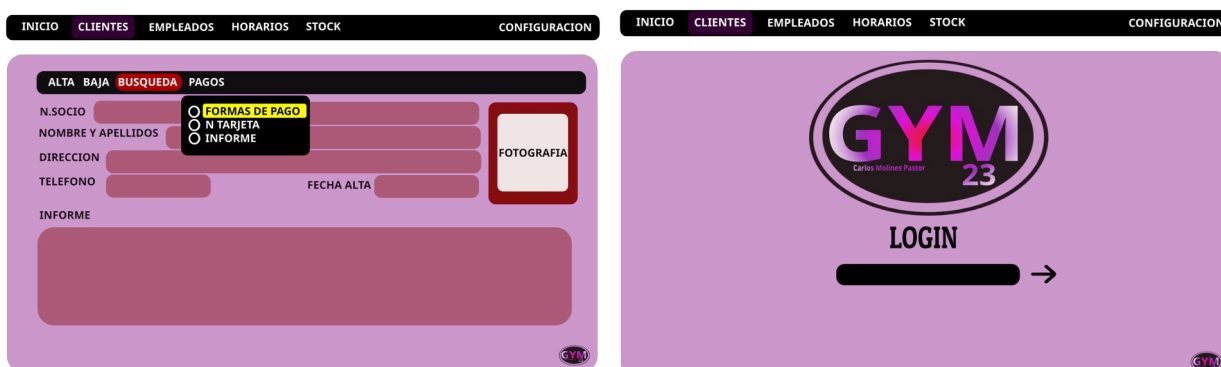 INICIO CLIENTES EMPLEADOS HORARIOS STOCK CONFIGURACION
ALTA BAJA BUSQUEDA PAGOS
N.SOCIO
FORMAS DE PAGO
N TARJETA
INFORME
NOMBRE Y APELLIDOS
DIRECCION
TELEFONO
FECHA ALTA
FOTOGRAFIA
INFORME
GYM
INICIO CLIENTES EMPLEADOS HORARIOS STOCK CONFIGURACION
GYM
Carlos Molines Pastor
23
LOGIN
GYM